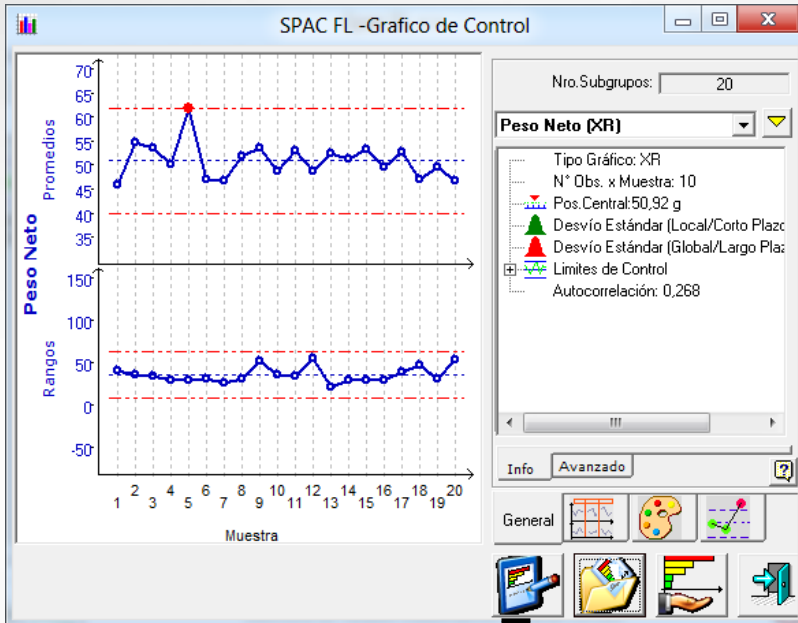 SPAC FL -Grafico de Control
Peso Neto
Promedios
70
65
60
55
50
45
40
35
Rangos
150
100
50
0
-50
1 2 3 4 5 6 7 8 9 10 11 12 13 14 15 16 17 18 19 20
Muestra
Nro.Subgrupos: 20
Peso Neto (XR)
Tipo Gráfico: XR
N° Obs. x Muestra: 10
Pos.Central:50,92 g
Desvío Estándar (Local/Corto Plazo
Desvío Estándar (Global/Largo Plaz
Limites de Control
Autocorrelación: 0,268
Info Avanzado
General